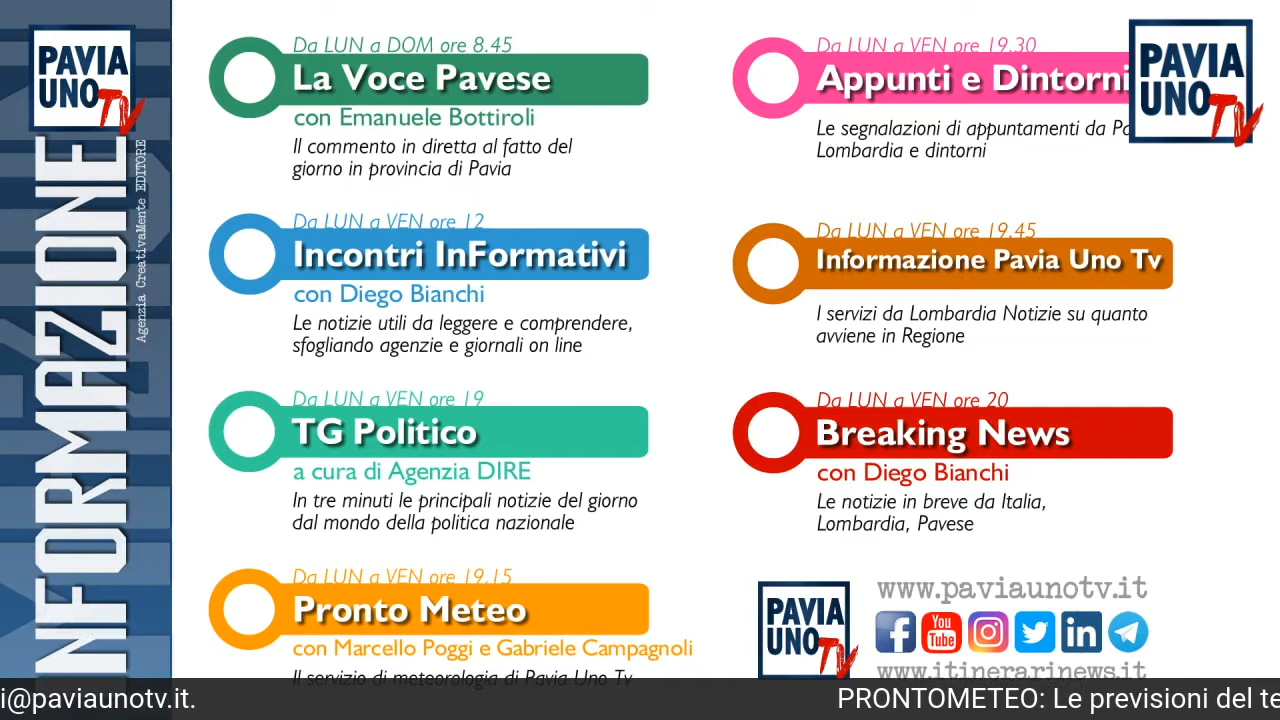 PAVIA
UNO TV
INFORMAZIONE
Agenzia CreativaMente EDITORE
Da LUN a DOM ore 8.45
La Voce Pavese
con Emanuele Bottiroli
Il commento in diretta al fatto del
giorno in provincia di Pavia
Da LUN a VEN ore 12
Incontri InFormativi
con Diego Bianchi
Le notizie utili da leggere e comprendere,
sfogliando agenzie e giornali on line
Da LUN a VEN ore 19
TG Politico
a cura di Agenzia DIRE
In tre minuti le principali notizie del giorno
dal mondo della politica nazionale
Da LUN a VEN ore 19.15
Pronto Meteo
con Marcello Poggi e Gabriele Campagnoli
Il servizio di meteorologia di Pavia Uno Tv
Da LUN a VEN ore 19.30
Appunti e Dintorni
Le segnalazioni di appuntamenti da
Lombardia e dintorni
PAVIA
UNO TV
Da LUN a VEN ore 19.45
Informazione Pavia Uno Tv
I servizi da Lombardia Notizie su quanto
avviene in Regione
Da LUN a VEN ore 20
Breaking News
con Diego Bianchi
Le notizie in breve da Italia,
Lombardia, Pavese
PAVIA
UNO TV
www.paviaunotv.it
You
Tube
www.itinerarinews.it
i@paviaunotv.it.
PRONTOMETEO: Le previsioni del te